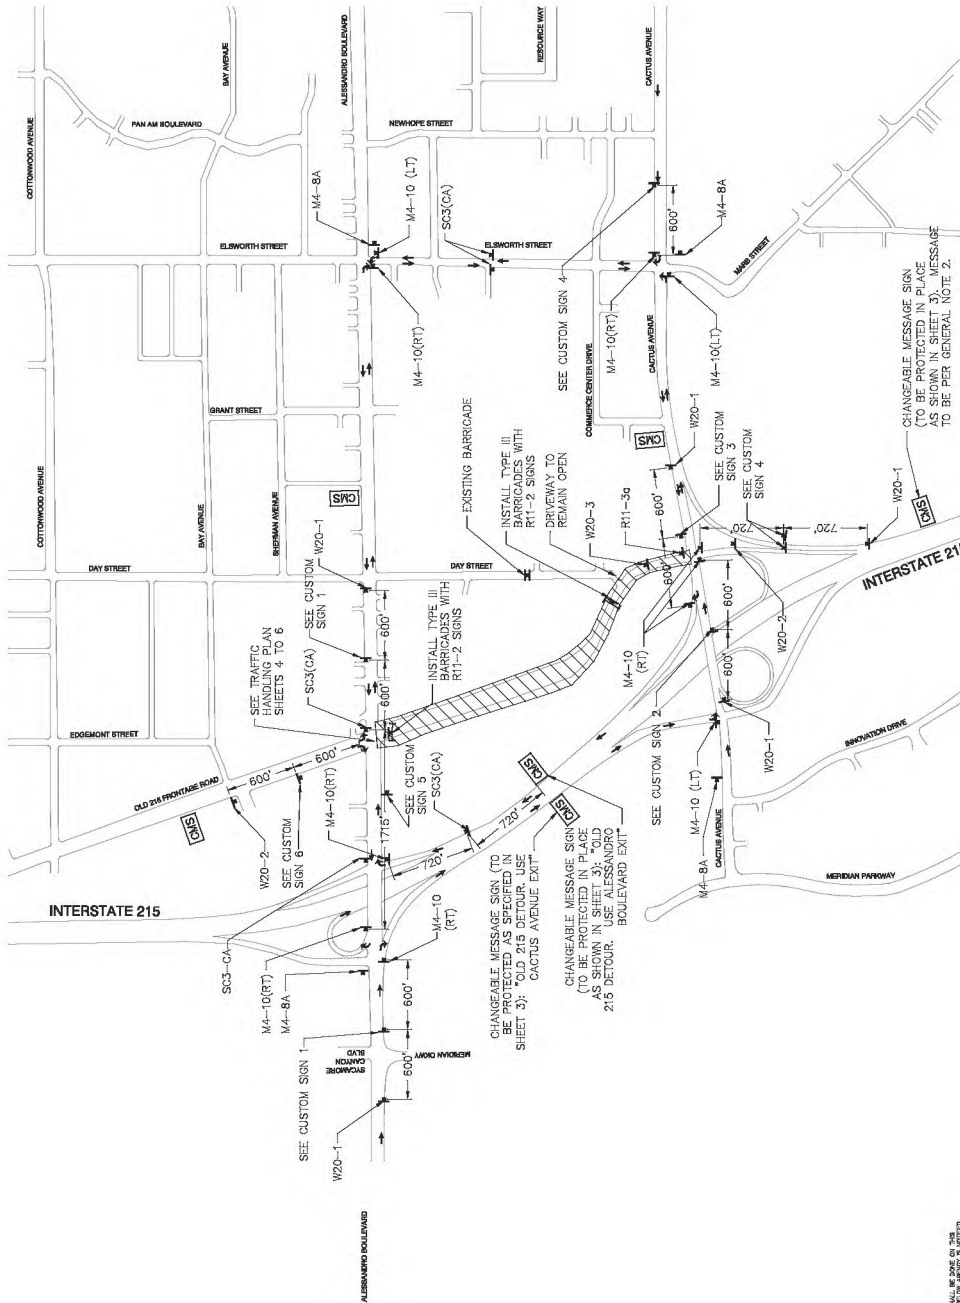 COTTONWOOD AVENUE
BAY AVENUE
ALESSANDRO BOULEVARD
RESOURCE WAY
CACTUS AVENUE
PAN AM BOULEVARD
NEWHOPE STREET
M4-8A
M4-10 (LT)
SC3(CA)
ELSWORTH STREET
ELSWORTH STREET
600'
M4-8A
MARB STREET
M4-10(RT)
SEE CUSTOM SIGN 4
M4-10(RT)
CACTUS AVENUE
M4-10(LT)
COMMERCE CENTER DRIVE
GRANT STREET
CHANGEABLE MESSAGE SIGN
(TO BE PROTECTED IN PLACE
AS SHOWN IN SHEET 3). MESSAGE
TO BE PER GENERAL NOTE 2.
COTTONWOOD AVENUE
BAY AVENUE
SHERMAN AVENUE
CMS
EXISTING BARRICADE
INSTALL TYPE III
BARRICADES WITH
R11-2 SIGNS
DRIVEWAY TO
REMAIN OPEN
CMS
W20-1
SEE CUSTOM
SIGN 3
SEE CUSTOM
SIGN 4
W20-1
CMS
DAY STREET
W20-1
SEE CUSTOM
SIGN 1
DAY STREET
W20-3
R11-3a
600'
600'
720'
720'
INTERSTATE 215
SEE TRAFFIC
HANDLING PLAN
SHEETS 4 TO 6
SC3(CA)
600'
600'
INSTALL TYPE III
BARRICADES WITH
R11-2 SIGNS
M4-10
(RT)
600'
600'
W20-2
EDGEMONT STREET
OLD 215 FRONTAGE ROAD
600'
600'
CMS
W20-2
SEE CUSTOM
SIGN 6
M4-10(RT)
1715'
SEE CUSTOM
SIGN 5
SC3(CA)
720'
720'
CMS
CMS
SEE CUSTOM SIGN 2
M4-10 (LT)
M4-8A
W20-1
CACTUS AVENUE
INNOVATION DRIVE
MERIDIAN PARKWAY
INTERSTATE 215
SC3-CA
M4-10(RT)
M4-8A
M4-10
(RT)
CHANGEABLE MESSAGE SIGN (TO
BE PROTECTED AS SPECIFIED IN
SHEET 3): "OLD 215 DETOUR. USE
CACTUS AVENUE EXIT"
CHANGEABLE MESSAGE SIGN
(TO BE PROTECTED IN PLACE
AS SHOWN IN SHEET 3): "OLD
215 DETOUR. USE ALESSANDRO
BOULEVARD EXIT"
SEE CUSTOM SIGN 1
600'
600'
SYCAMORE
CANYON
BLVD
MERIDIAN PKWY
W20-1
ALESSANDRO BOULEVARD